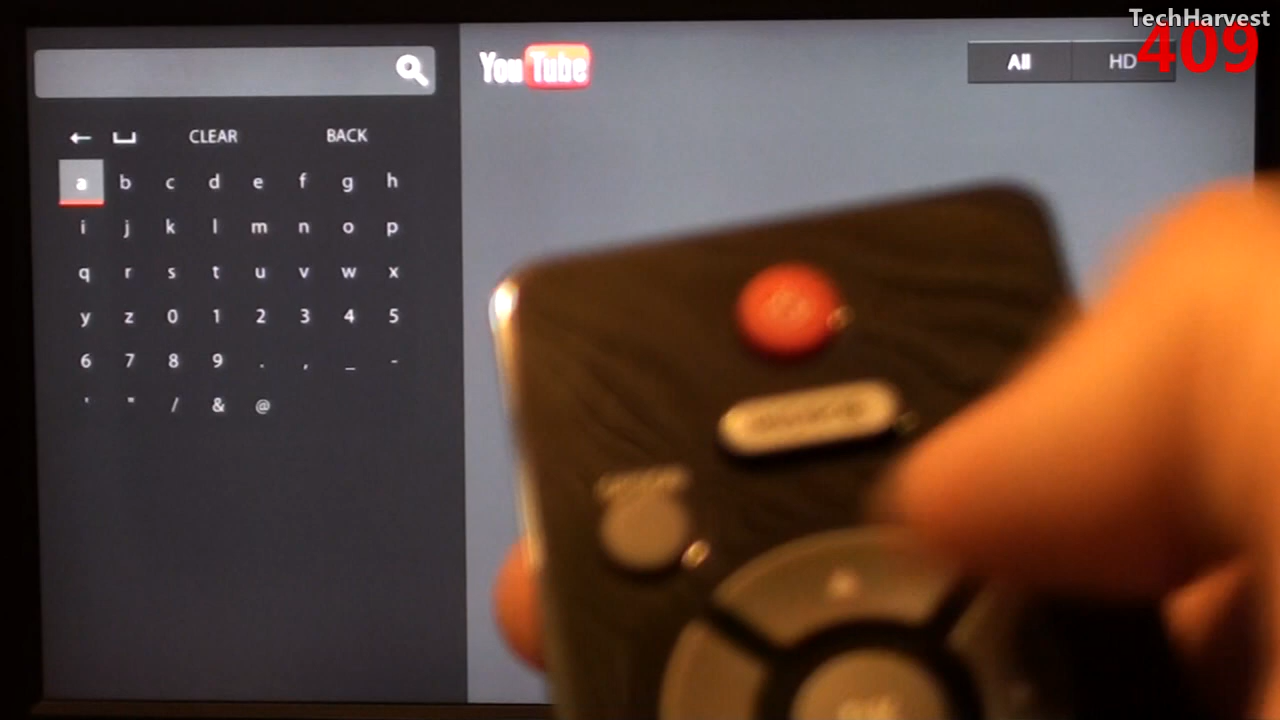 TechHarvest
409
YouTube
All HD
← ⎵ CLEAR BACK
a b c d e f g h
i j k l m n o p
q r s t u v w x
y z 0 1 2 3 4 5
6 7 8 9 . , _ -
' " / & @